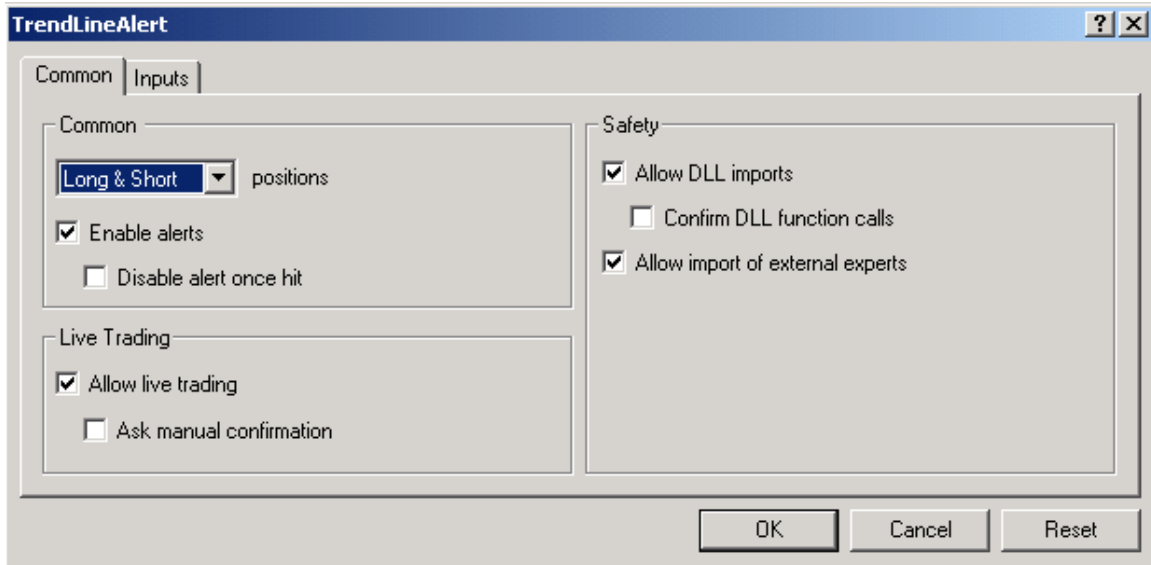 TrendLineAlert
Common Inputs
Common
Long & Short positions
Enable alerts
Disable alert once hit
Live Trading
Allow live trading
Ask manual confirmation
Safety
Allow DLL imports
Confirm DLL function calls
Allow import of external experts
OK Cancel Reset